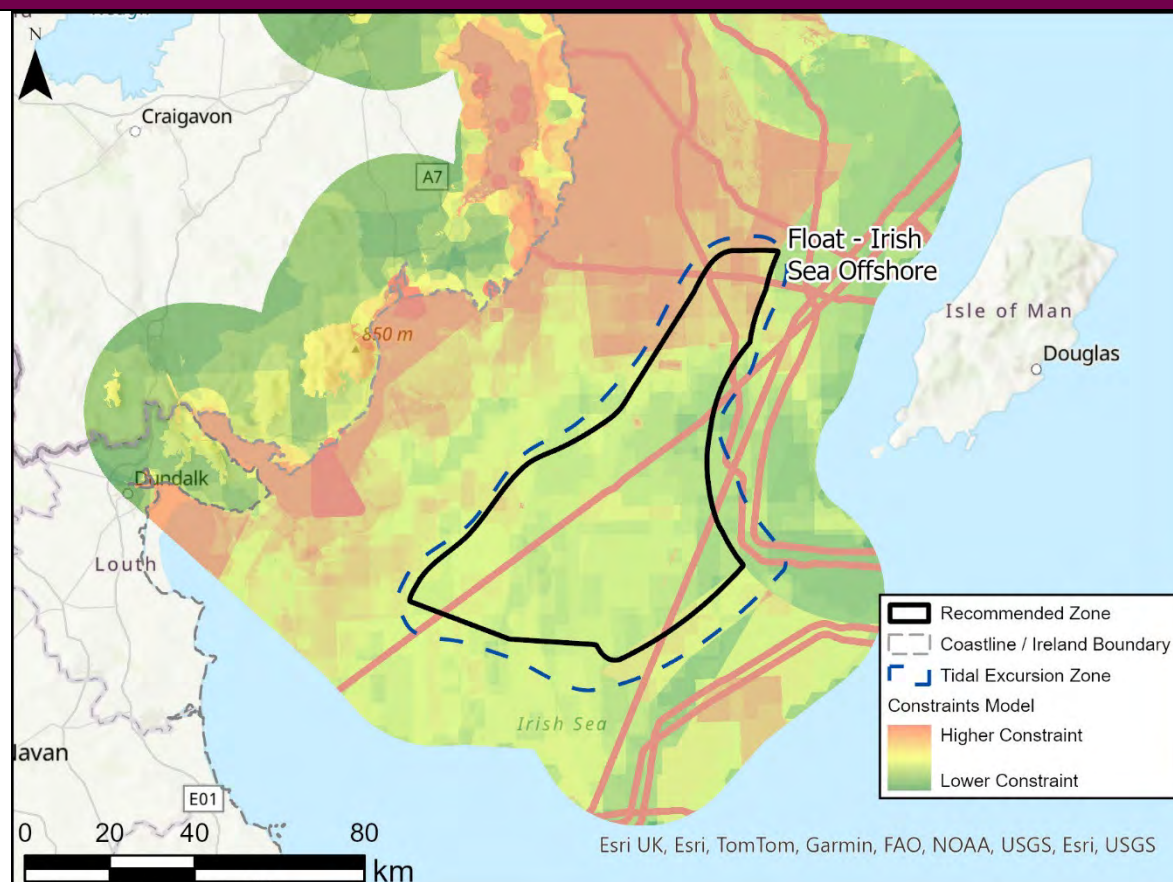 N
Craigavon
A7
Float - Irish
Sea Offshore
Isle of Man
Douglas
850 m
Dundalk
Louth
Irish Sea
Navan
E01
Recommended Zone
Coastline / Ireland Boundary
Tidal Excursion Zone
Constraints Model
Higher Constraint
Lower Constraint
0 20 40 80
km
Esri UK, Esri, TomTom, Garmin, FAO, NOAA, USGS, Esri, USGS